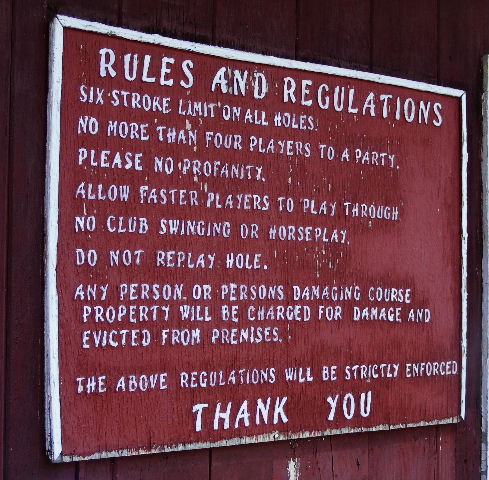 RULES AND REGULATIONS
SIX STROKE LIMIT ON ALL HOLES.
NO MORE THAN FOUR PLAYERS TO A PARTY.
PLEASE NO PROFANITY.
ALLOW FASTER PLAYERS TO PLAY THROUGH
NO CLUB SWINGING OR HORSEPLAY.
DO NOT REPLAY HOLE.
ANY PERSON OR PERSONS DAMAGING COURSE
PROPERTY WILL BE CHARGED FOR DAMAGE AND
EVICTED FROM PREMISES.
THE ABOVE REGULATIONS WILL BE STRICTLY ENFORCED
THANK YOU